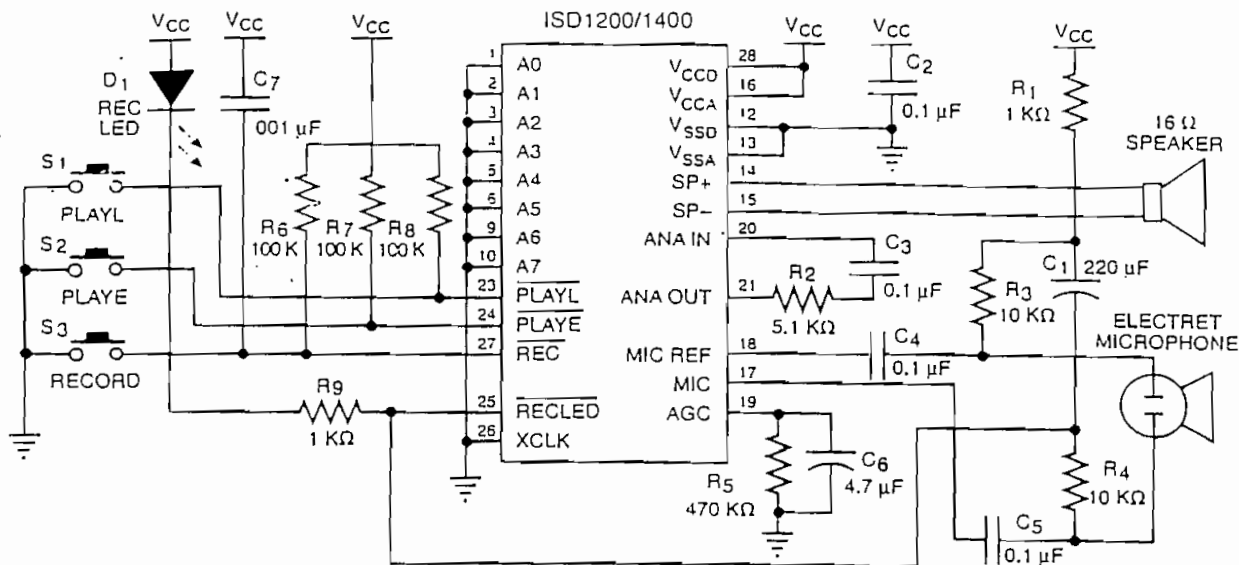 ISD1200/1400
VCC
VCC
VCC
D1
REC
LED
C7
001 µF
S1
PLAYL
S2
PLAYE
S3
RECORD
R6
100 K
R7
100 K
R8
100 K
R9
1 KΩ
1 A0
2 A1
3 A2
4 A3
5 A4
6 A5
9 A6
10 A7
23 PLAYL
24 PLAYE
27 REC
25 RECLED
26 XCLK
VCCD 28
VCCA 16
VSSD 12
VSSA 13
SP+ 14
SP– 15
ANA IN 20
ANA OUT 21
MIC REF 18
MIC 17
AGC 19
VCC
VCC
C2
0.1 µF
VCC
R1
1 KΩ
16 Ω
SPEAKER
C3
0.1 µF
R2
5.1 KΩ
R3
10 KΩ
C1
220 µF
C4
0.1 µF
ELECTRET
MICROPHONE
R5
470 KΩ
C6
4.7 µF
R4
10 KΩ
C5
0.1 µF